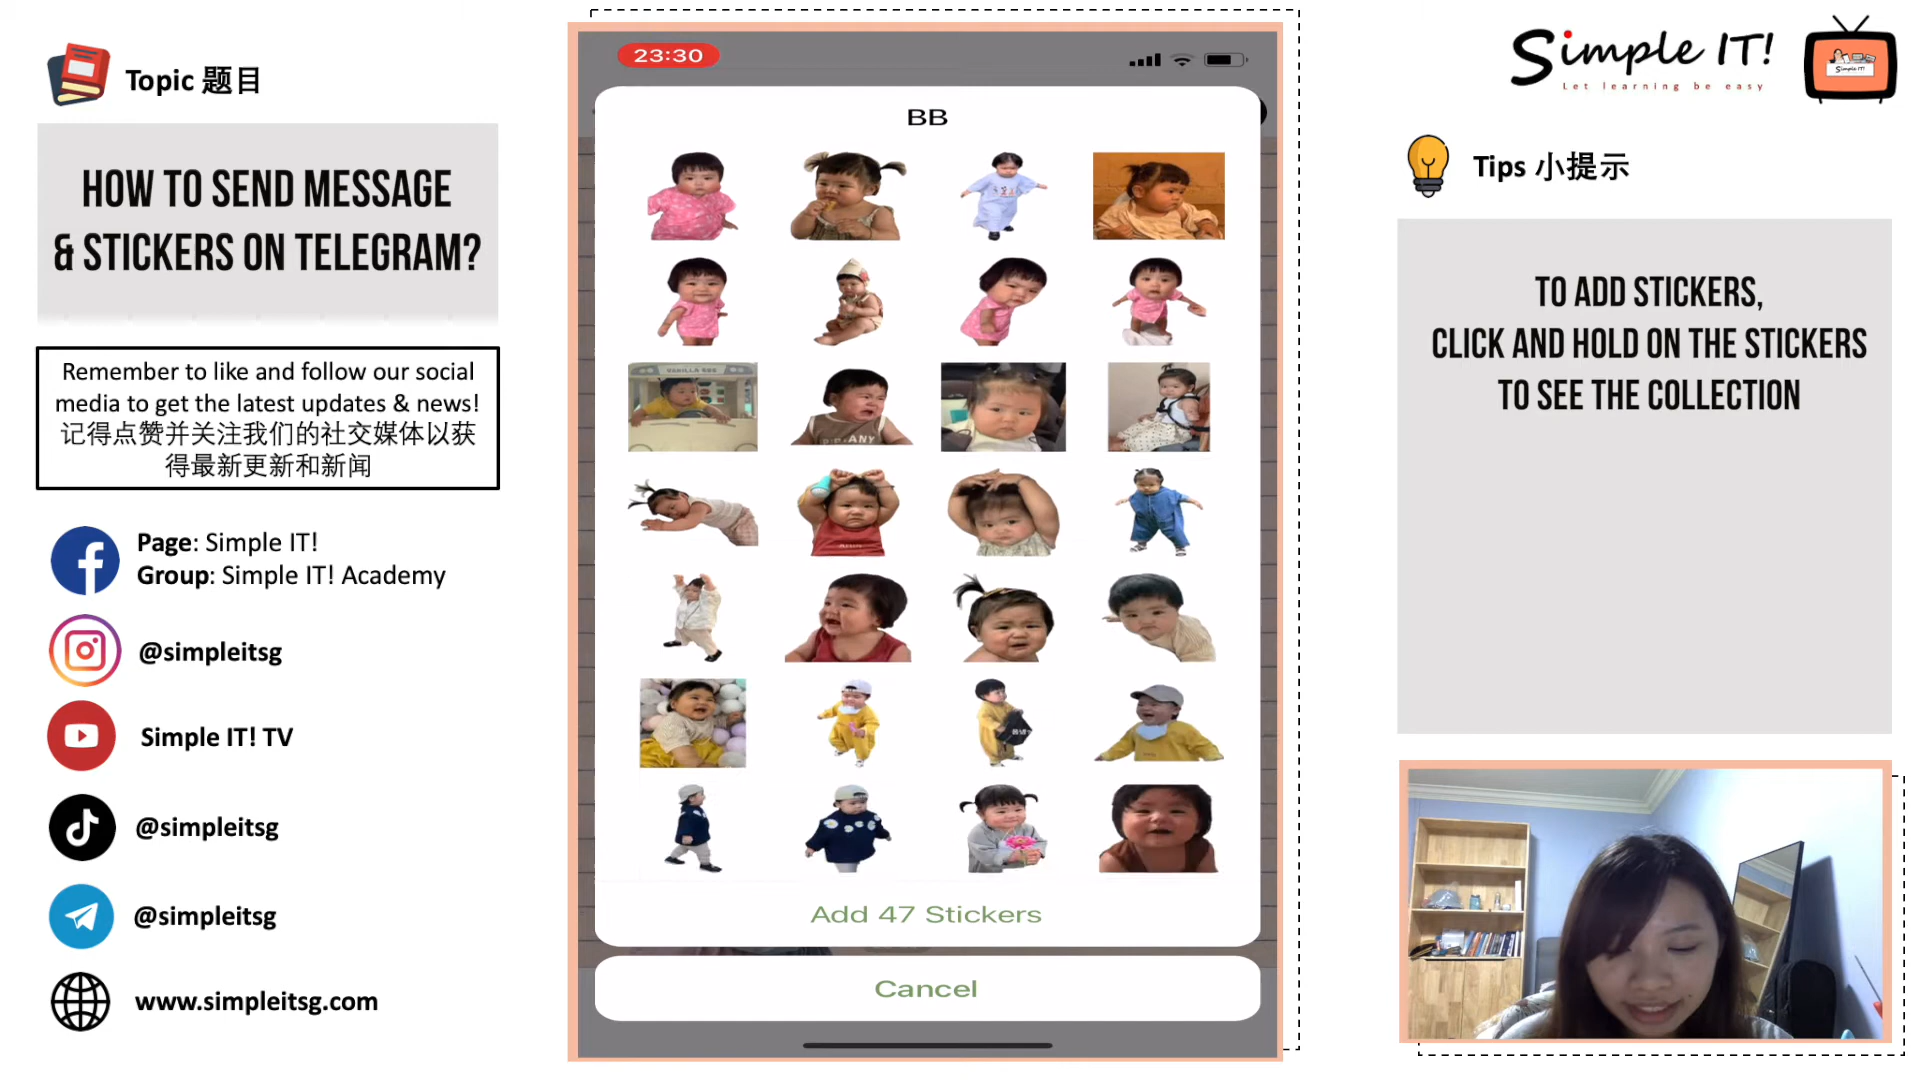 Topic 题目
HOW TO SEND MESSAGE
& STICKERS ON TELEGRAM?
Remember to like and follow our social
media to get the latest updates & news!
记得点赞并关注我们的社交媒体以获
得最新更新和新闻
Page: Simple IT!
Group: Simple IT! Academy
@simpleitsg
Simple IT! TV
@simpleitsg
@simpleitsg
www.simpleitsg.com
23:30
BB
VANILLA
Add 47 Stickers
Cancel
Simple IT!
Let learning be easy
Simple IT!
Tips 小提示
TO ADD STICKERS,
CLICK AND HOLD ON THE STICKERS
TO SEE THE COLLECTION